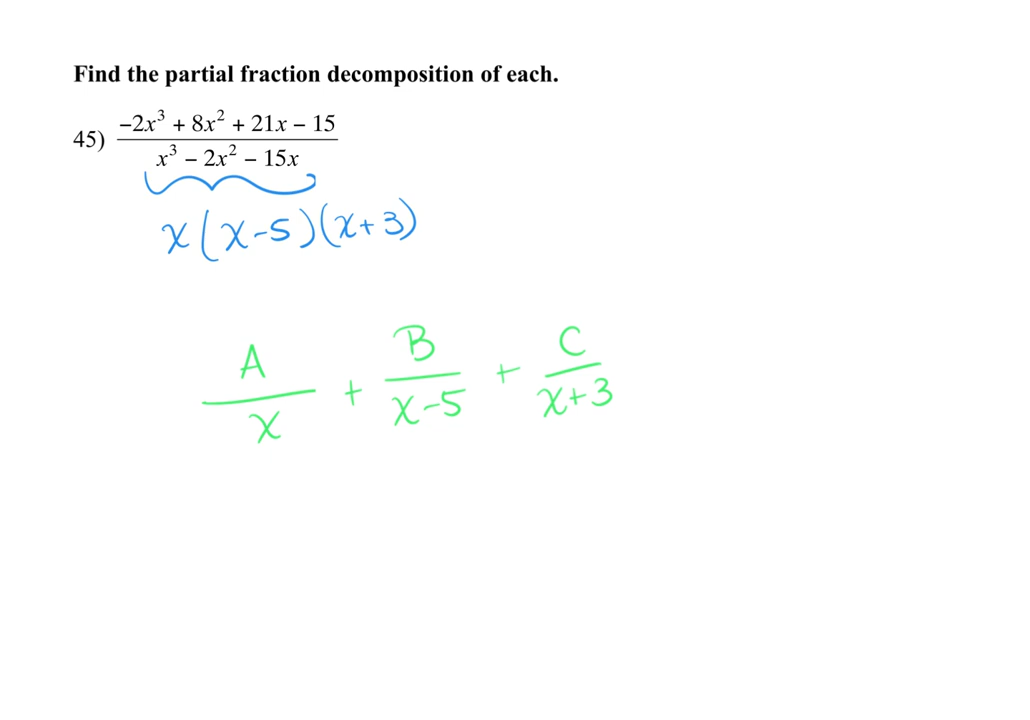 Find the partial fraction decomposition of each.
45) (−2x³ + 8x² + 21x − 15)/(x³ − 2x² − 15x)
x(x-5)(x+3)
A/x + B/(x-5) + C/(x+3)